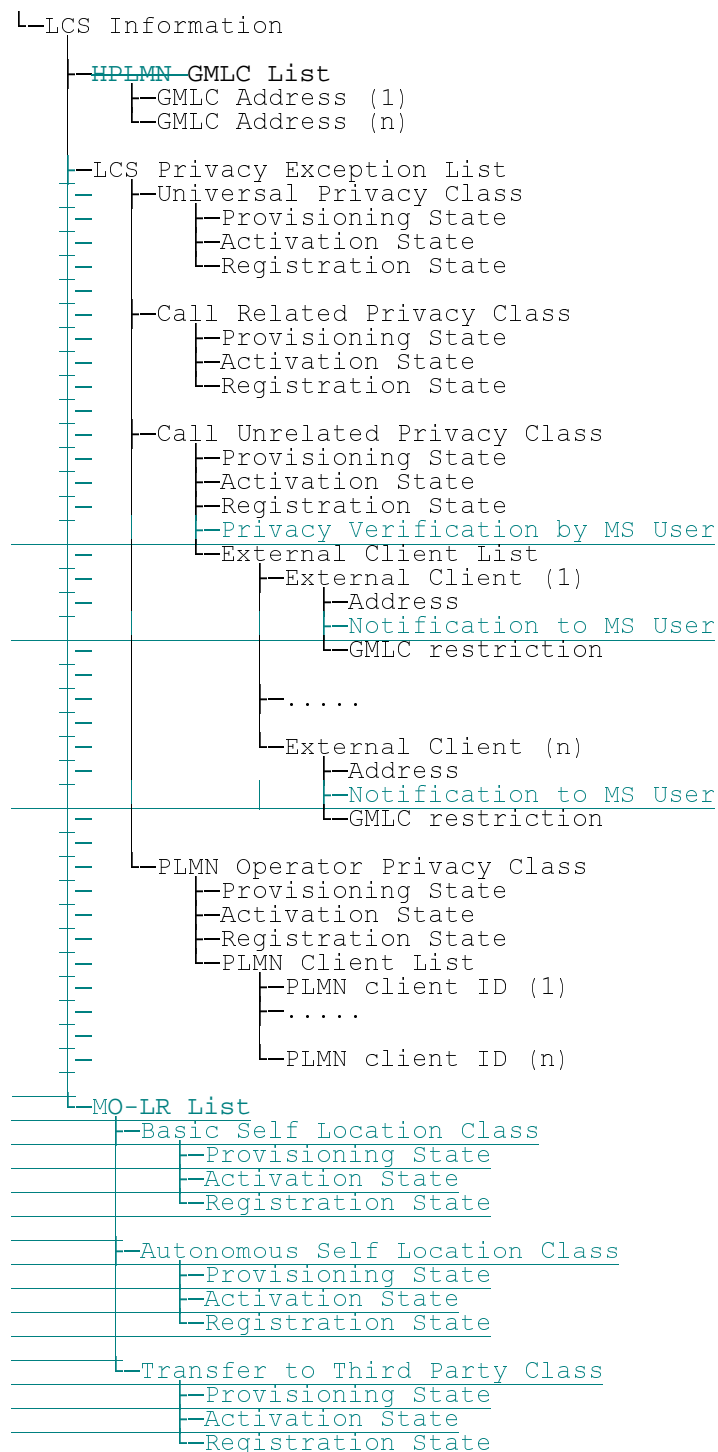 LCS Information
HPLMN GMLC List
GMLC Address (1)
GMLC Address (n)
LCS Privacy Exception List
Universal Privacy Class
Provisioning State
Activation State
Registration State
Call Related Privacy Class
Provisioning State
Activation State
Registration State
Call Unrelated Privacy Class
Provisioning State
Activation State
Registration State
Privacy Verification by MS User
External Client List
External Client (1)
Address
Notification to MS User
GMLC restriction
.....
External Client (n)
Address
Notification to MS User
GMLC restriction
PLMN Operator Privacy Class
Provisioning State
Activation State
Registration State
PLMN Client List
PLMN client ID (1)
.....
PLMN client ID (n)
MO-LR List
Basic Self Location Class
Provisioning State
Activation State
Registration State
Autonomous Self Location Class
Provisioning State
Activation State
Registration State
Transfer to Third Party Class
Provisioning State
Activation State
Registration State